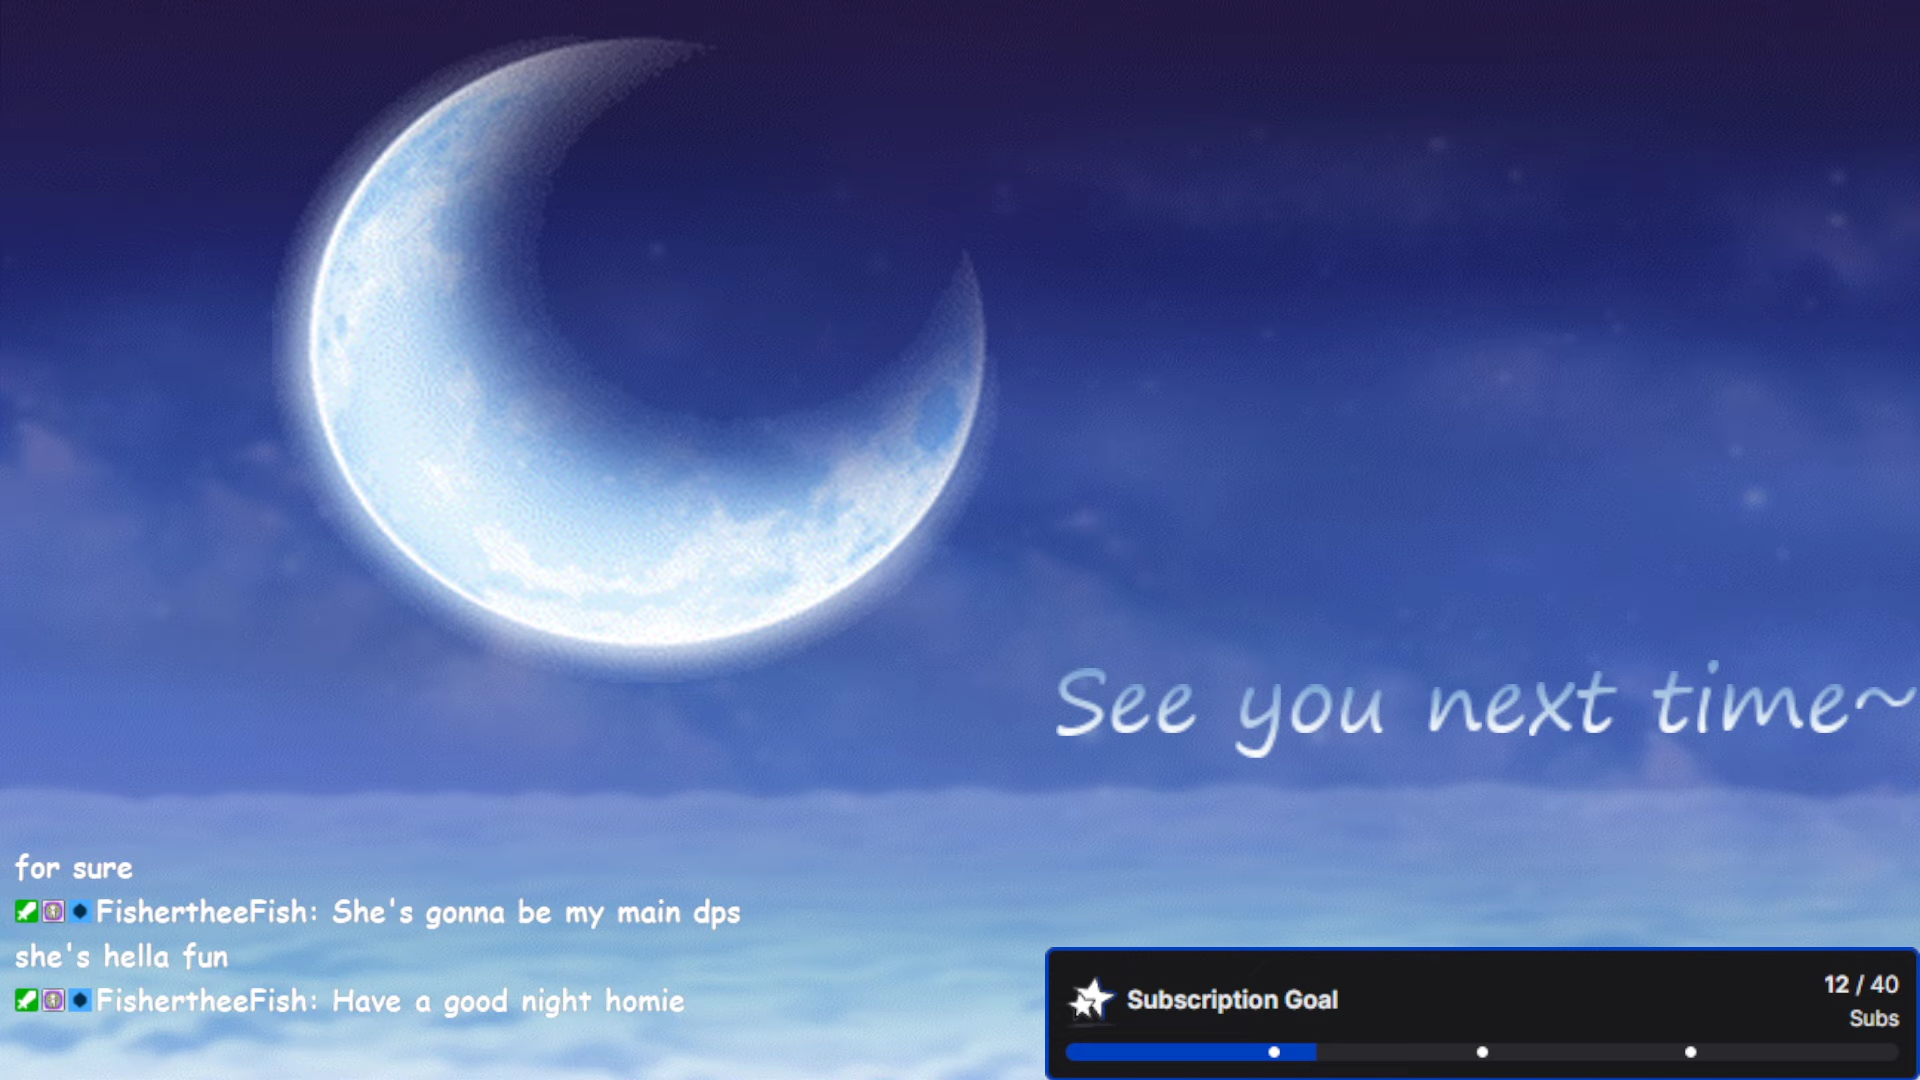 See you next time~
for sure
FishertheeFish: She's gonna be my main dps
she's hella fun
FishertheeFish: Have a good night homie
Subscription Goal
12 / 40
Subs